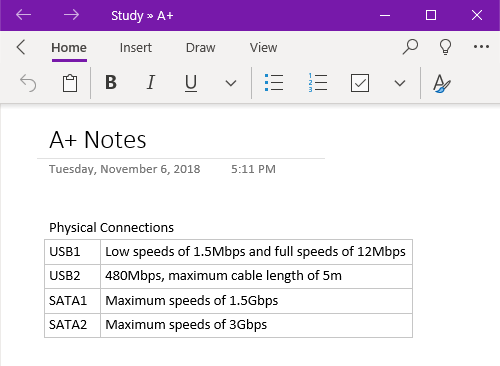 Study » A+
Home Insert Draw View
B I U
A+ Notes
Tuesday, November 6, 2018 5:11 PM
Physical Connections
USB1 Low speeds of 1.5Mbps and full speeds of 12Mbps
USB2 480Mbps, maximum cable length of 5m
SATA1 Maximum speeds of 1.5Gbps
SATA2 Maximum speeds of 3Gbps